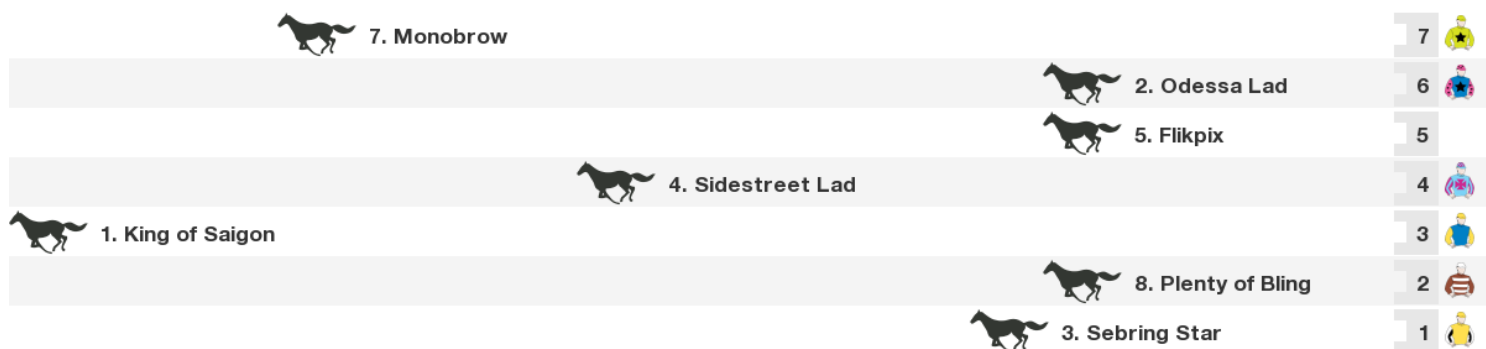 7. Monobrow 7
2. Odessa Lad 6
5. Flikpix 5
4. Sidestreet Lad 4
1. King of Saigon 3
8. Plenty of Bling 2
3. Sebring Star 1